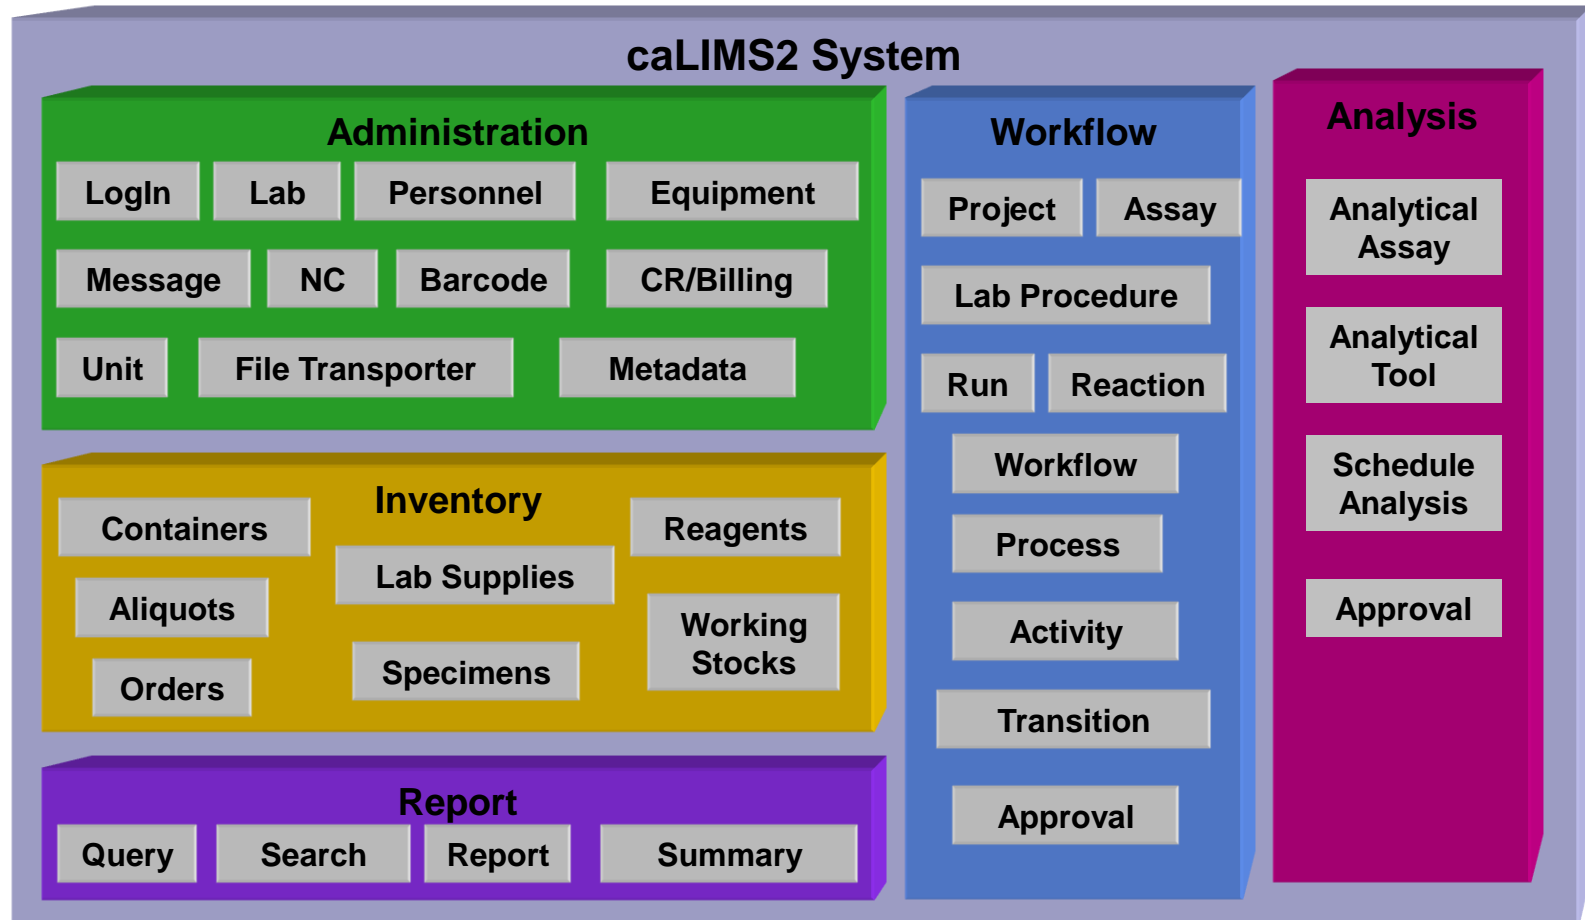 caLIMS2 System
Administration
LogIn
Lab
Personnel
Equipment
Message
NC
Barcode
CR/Billing
Unit
File Transporter
Metadata
Inventory
Containers
Lab Supplies
Reagents
Aliquots
Working
Stocks
Specimens
Orders
Report
Query
Search
Report
Summary
Workflow
Project
Assay
Lab Procedure
Run
Reaction
Workflow
Process
Activity
Transition
Approval
Analysis
Analytical
Assay
Analytical
Tool
Schedule
Analysis
Approval